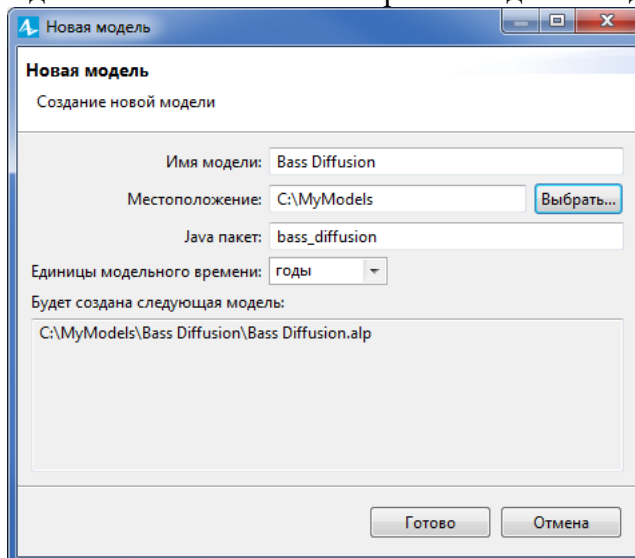 Новая модель
Новая модель
Создание новой модели
Имя модели: Bass Diffusion
Местоположение: C:\MyModels Выбрать...
Java пакет: bass_diffusion
Единицы модельного времени: годы
Будет создана следующая модель:
C:\MyModels\Bass Diffusion\Bass Diffusion.alp
Готово Отмена